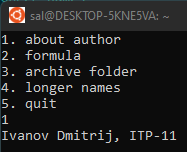 sal@DESKTOP-5KNE5VA: ~
1. about author
2. formula
3. archive folder
4. longer names
5. quit
1
Ivanov Dmitrij, ITP-11